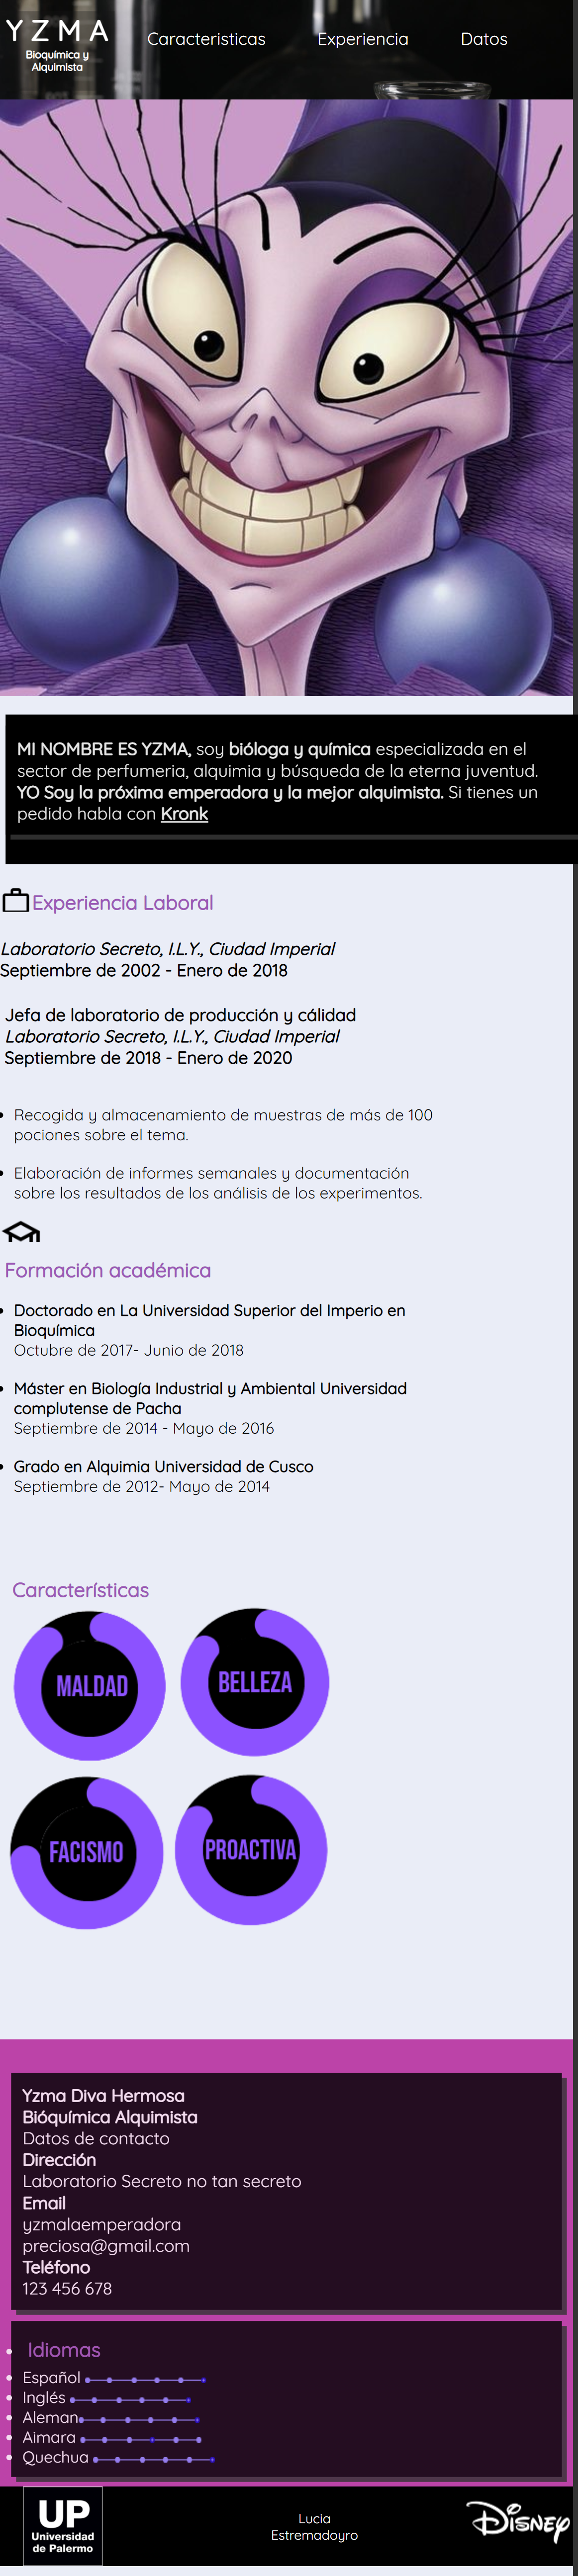 YZMA
Bioquímica y
Alquimista
Caracteristicas
Experiencia
Datos
MI NOMBRE ES YZMA, soy bióloga y química especializada en el
sector de perfumeria, alquimia y búsqueda de la eterna juventud.
YO Soy la próxima emperadora y la mejor alquimista. Si tienes un
pedido habla con Kronk
Experiencia Laboral
Laboratorio Secreto, I.L.Y., Ciudad Imperial
Septiembre de 2002 - Enero de 2018
Jefa de laboratorio de producción y cálidad
Laboratorio Secreto, I.L.Y., Ciudad Imperial
Septiembre de 2018 - Enero de 2020
Recogida y almacenamiento de muestras de más de 100
pociones sobre el tema.
Elaboración de informes semanales y documentación
sobre los resultados de los análisis de los experimentos.
Formación académica
Doctorado en La Universidad Superior del Imperio en
Bioquímica
Octubre de 2017- Junio de 2018
Máster en Biología Industrial y Ambiental Universidad
complutense de Pacha
Septiembre de 2014 - Mayo de 2016
Grado en Alquimia Universidad de Cusco
Septiembre de 2012- Mayo de 2014
Características
MALDAD
BELLEZA
FACISMO
PROACTIVA
Yzma Diva Hermosa
Bióquímica Alquimista
Datos de contacto
Dirección
Laboratorio Secreto no tan secreto
Email
yzmalaemperadora
preciosa@gmail.com
Teléfono
123 456 678
Idiomas
Español
Inglés
Aleman
Aimara
Quechua
UP
Universidad
de Palermo
Lucia
Estremadoyro
Disney